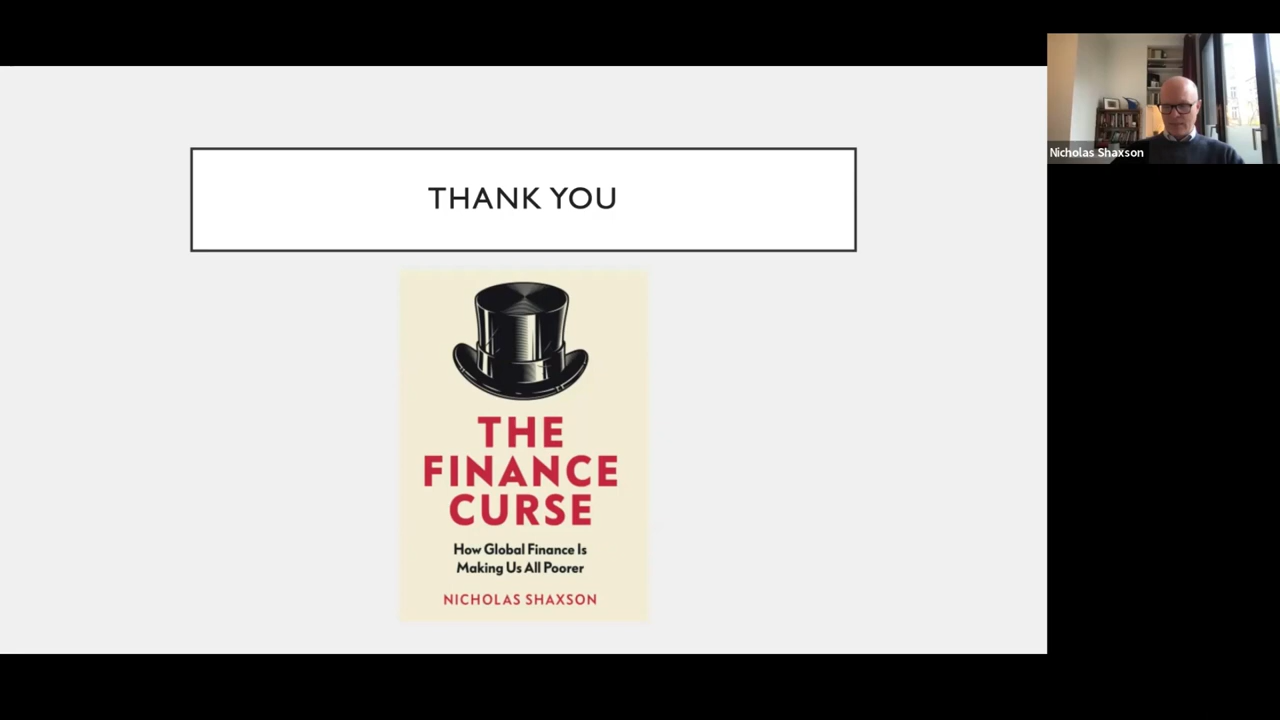 THANK YOU
THE
FINANCE
CURSE
How Global Finance Is
Making Us All Poorer
NICHOLAS SHAXSON
Nicholas Shaxson